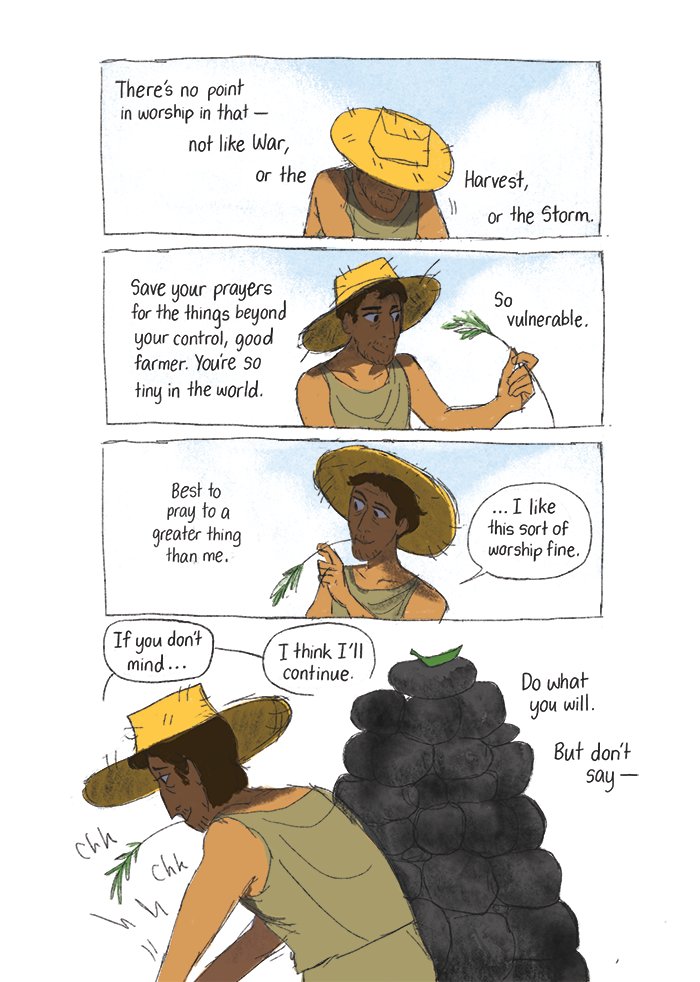 There's no point
in worship in that —
not like War,
or the
Harvest,
or the Storm.
Save your prayers
for the things beyond
your control, good
farmer. You're so
tiny in the world.
So
vulnerable.
Best to
pray to a
greater thing
than me.
...I like
this sort of
worship fine.
If you don't
mind...
I think I'll
continue.
Do what
you will.
But don't
say —
chk
chk